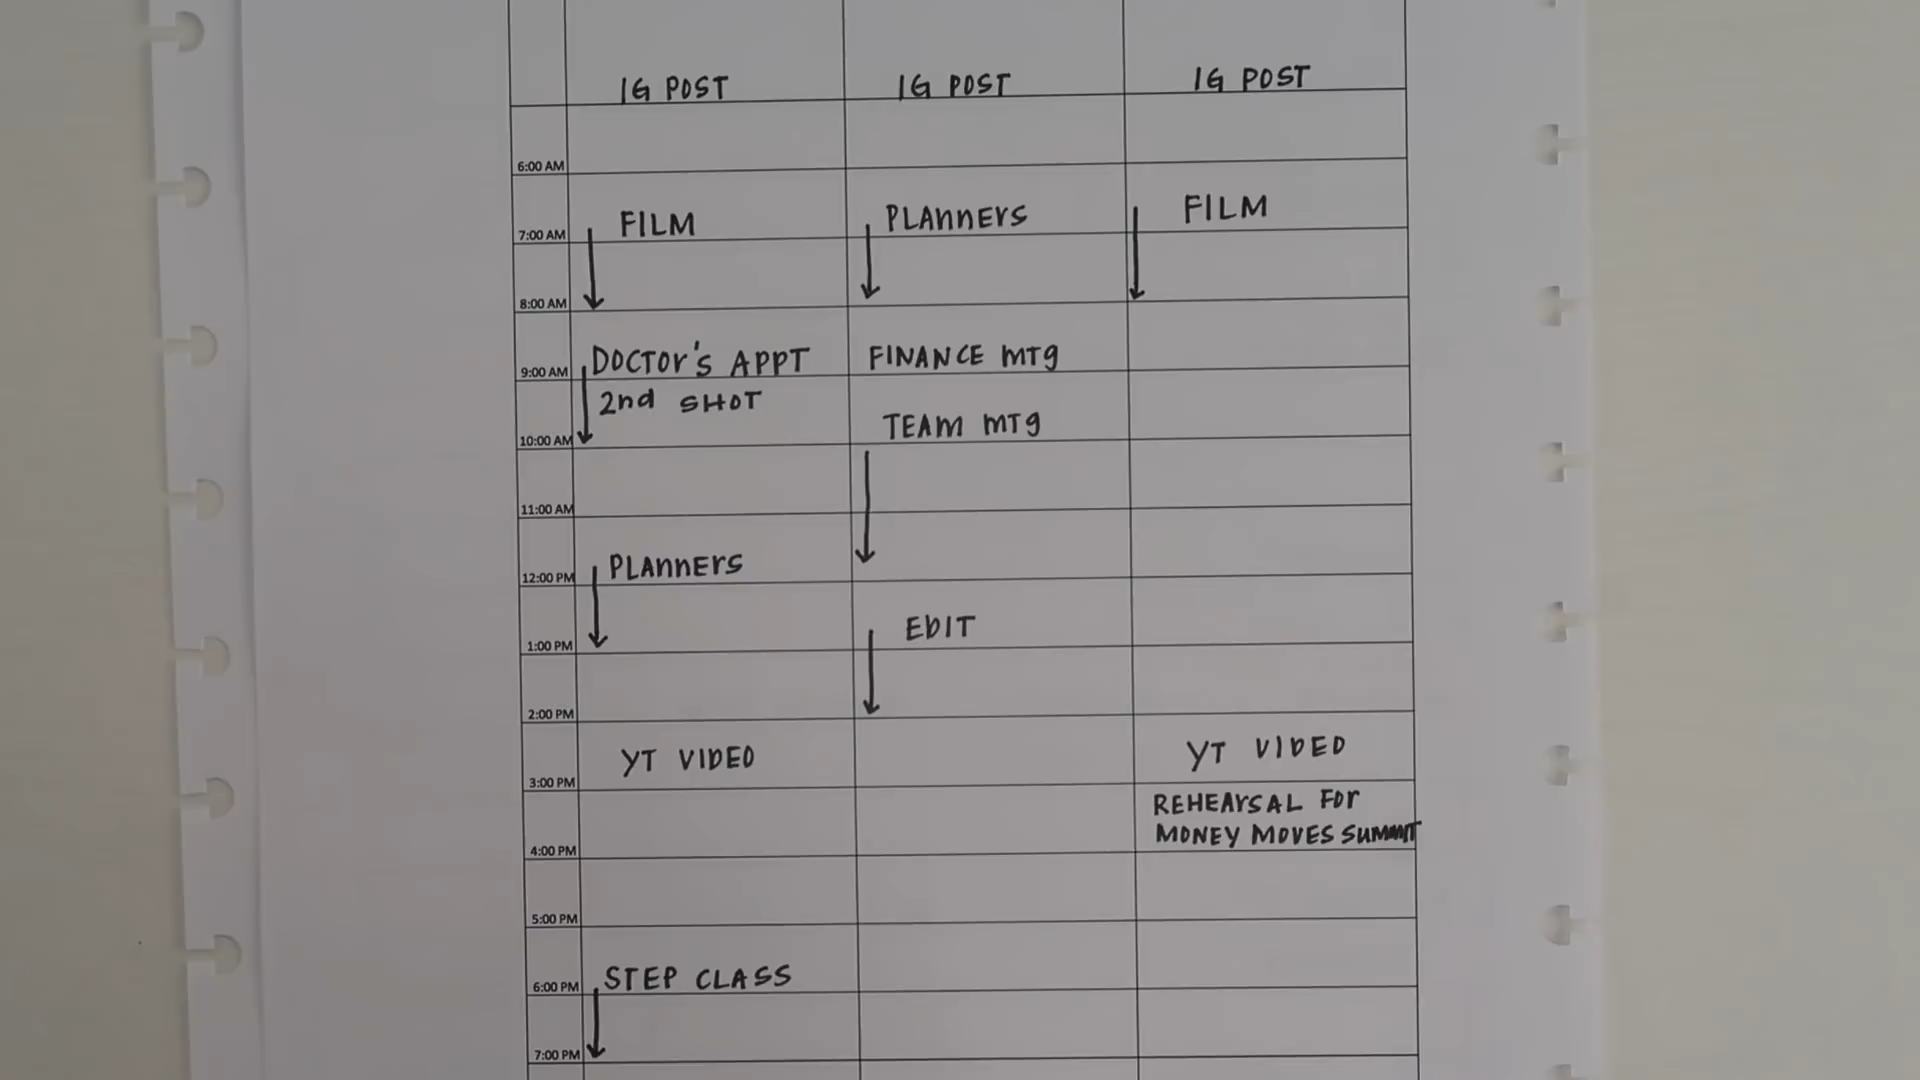 IG POST IG POST IG POST
6:00 AM
7:00 AM FILM PLANNERS FILM
8:00 AM
9:00 AM DOCTOR'S APPT FINANCE MTG
2nd SHOT
10:00 AM TEAM MTG
11:00 AM
12:00 PM PLANNERS
1:00 PM EDIT
2:00 PM
3:00 PM YT VIDEO YT VIDEO
REHEARSAL FOR
4:00 PM MONEY MOVES SUMMIT
5:00 PM
6:00 PM STEP CLASS
7:00 PM